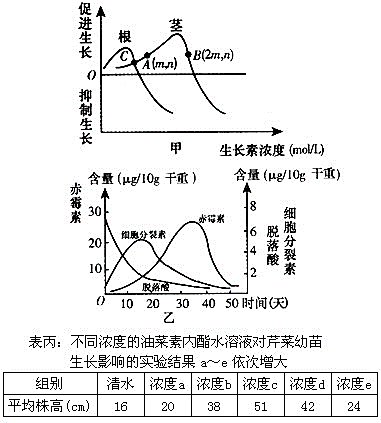 促进生长
根
茎
C
A(m,n)
B(2m,n)
O
抑制生长
甲
生长素浓度(mol/L)
含量(μg/10g 干重)
含量(μg/10g 干重)
赤霉素
30
20
10
O
细胞分裂素
赤霉素
脱落酸
8
6
4
2
细胞分裂素
脱落酸
10 20 30 40 50 时间(天)
乙
表丙：不同浓度的油菜素内酯水溶液对芹菜幼苗
生长影响的实验结果 a～e 依次增大
组别 清水 浓度a 浓度b 浓度c 浓度d 浓度e
平均株高(cm) 16 20 38 51 42 24